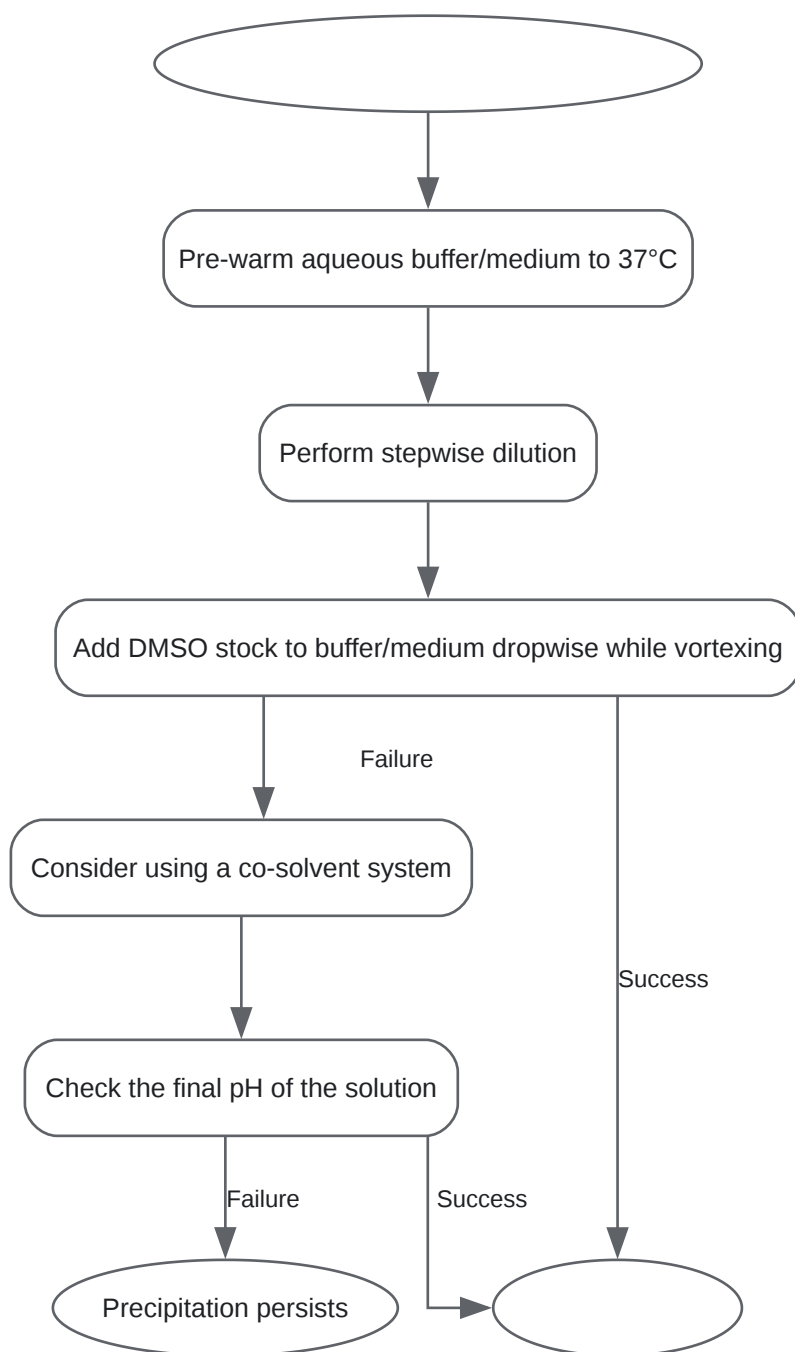 Pre-warm aqueous buffer/medium to 37°C
Perform stepwise dilution
Add DMSO stock to buffer/medium dropwise while vortexing
Failure
Consider using a co-solvent system
Success
Check the final pH of the solution
Failure
Success
Precipitation persists